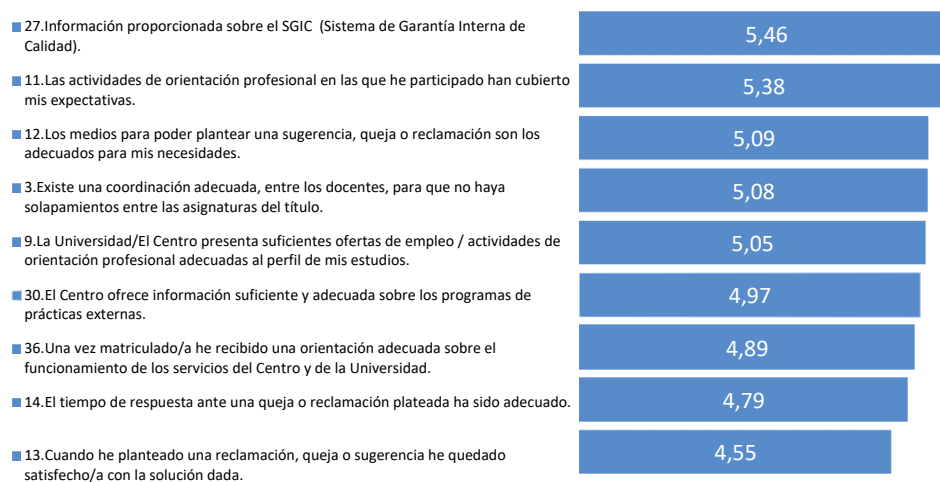 27.Información proporcionada sobre el SGIC (Sistema de Garantía Interna de
Calidad).
5,46
11.Las actividades de orientación profesional en las que he participado han cubierto
mis expectativas.
5,38
12.Los medios para poder plantear una sugerencia, queja o reclamación son los
adecuados para mis necesidades.
5,09
3.Existe una coordinación adecuada, entre los docentes, para que no haya
solapamientos entre las asignaturas del título.
5,08
9.La Universidad/El Centro presenta suficientes ofertas de empleo / actividades de
orientación profesional adecuadas al perfil de mis estudios.
5,05
30.El Centro ofrece información suficiente y adecuada sobre los programas de
prácticas externas.
4,97
36.Una vez matriculado/a he recibido una orientación adecuada sobre el
funcionamiento de los servicios del Centro y de la Universidad.
4,89
14.El tiempo de respuesta ante una queja o reclamación plateada ha sido adecuado.
4,79
13.Cuando he planteado una reclamación, queja o sugerencia he quedado
satisfecho/a con la solución dada.
4,55